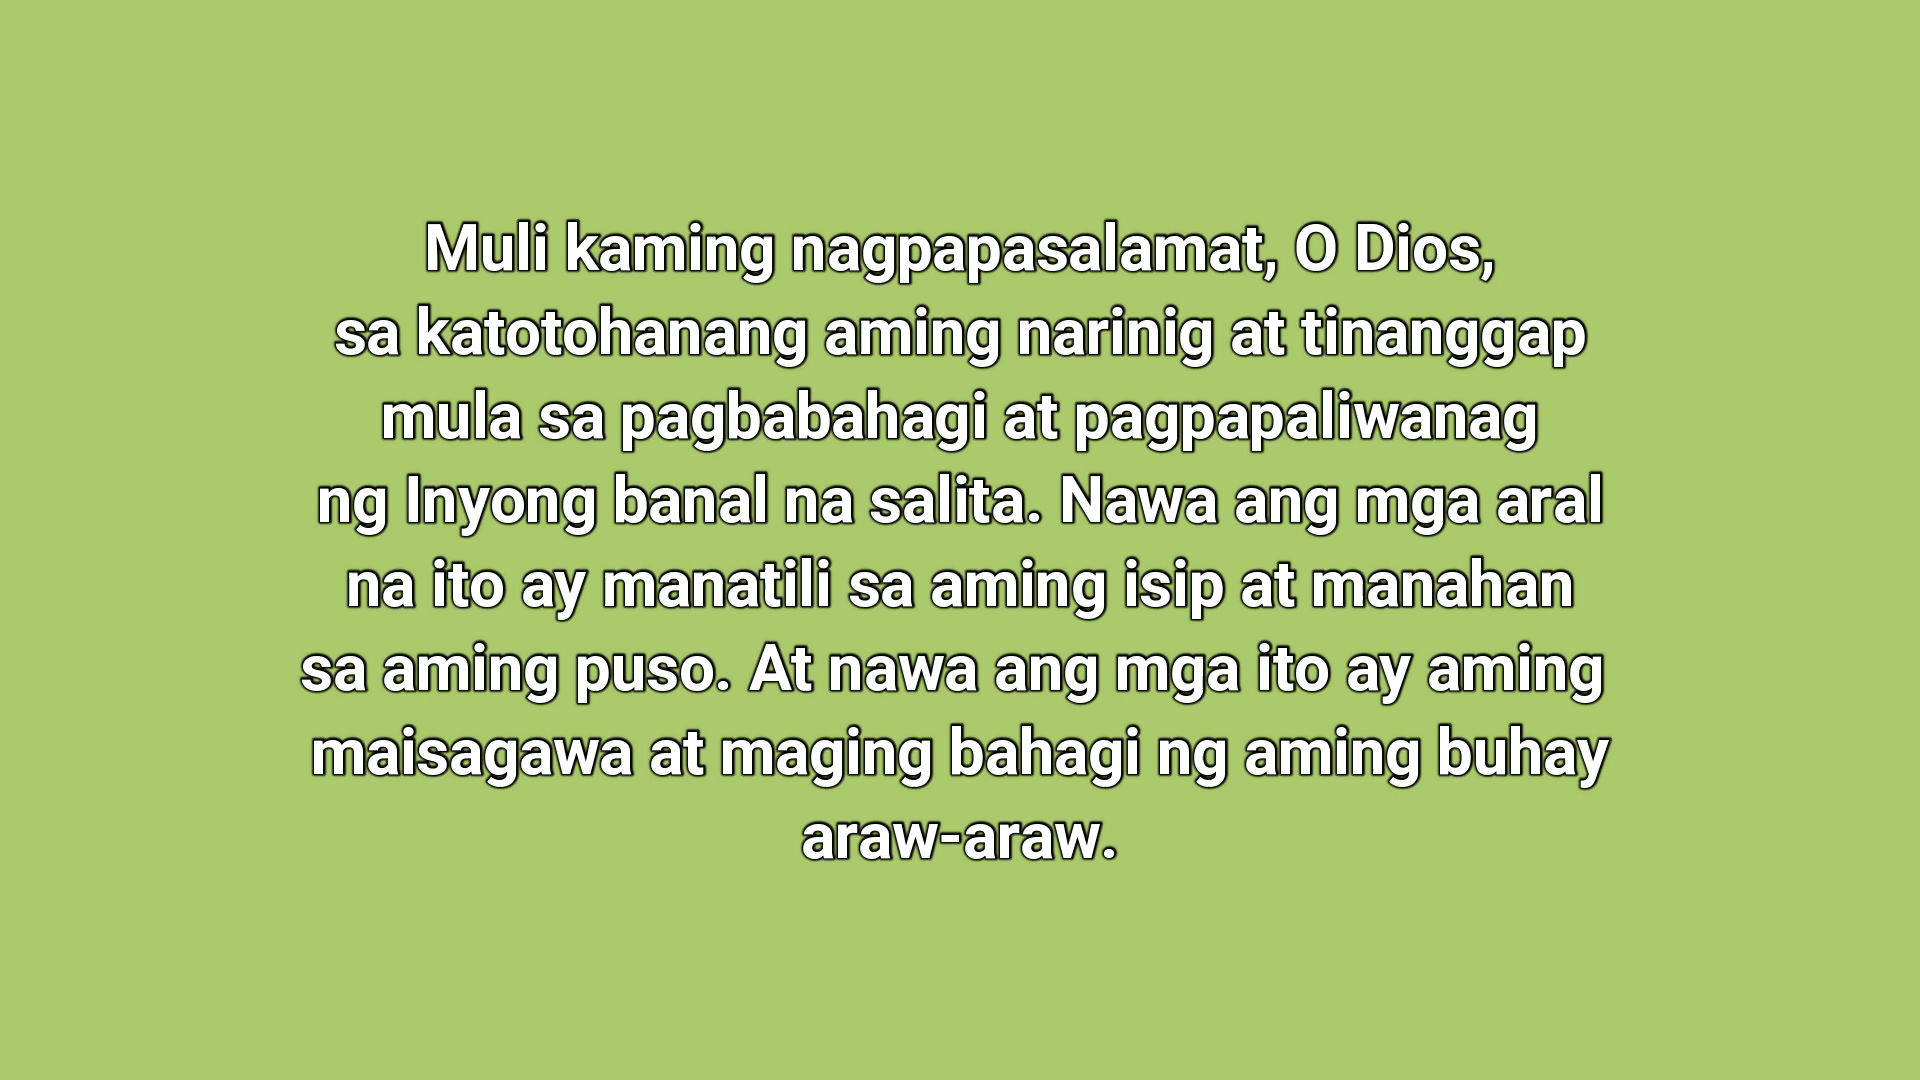 Muli kaming nagpapasalamat, O Dios,
sa katotohanang aming narinig at tinanggap
mula sa pagbabahagi at pagpapaliwanag
ng Inyong banal na salita. Nawa ang mga aral
na ito ay manatili sa aming isip at manahan
sa aming puso. At nawa ang mga ito ay aming
maisagawa at maging bahagi ng aming buhay
araw-araw.